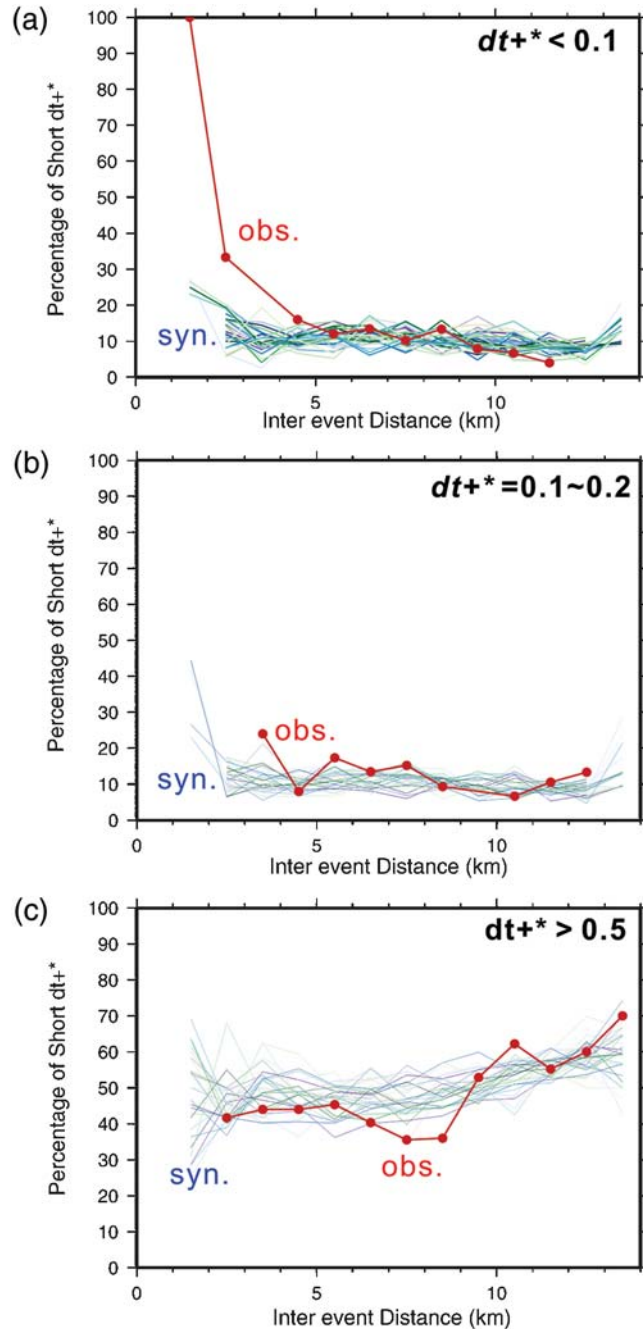 (a)
dt+* < 0.1
100
90
80
70
60
50
40
30
20
10
0
Percentage of Short dt+*
obs.
syn.
5
10
Inter event Distance (km)
(b)
dt+* =0.1~0.2
100
90
80
70
60
50
40
30
20
10
0
Percentage of Short dt+*
obs.
syn.
0
5
10
Inter event Distance (km)
(c)
dt+* > 0.5
100
90
80
70
60
50
40
30
20
10
0
Percentage of Short dt+*
syn.
obs.
0
5
10
Inter event Distance (km)